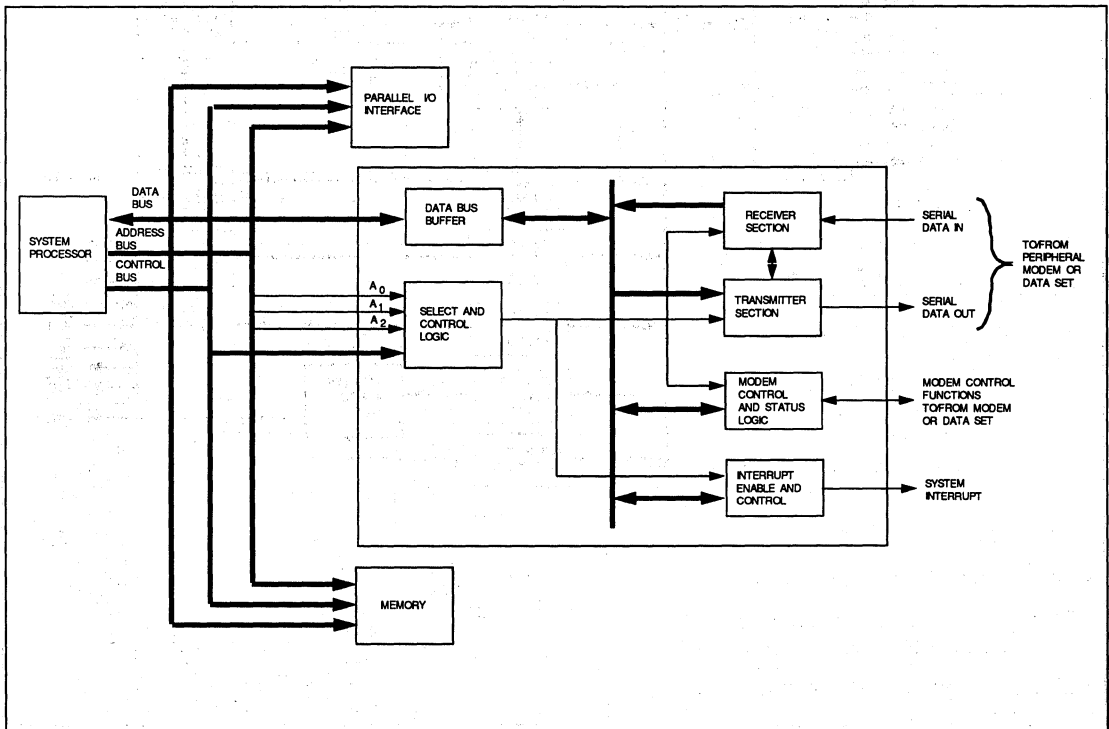 PARALLEL I/O
INTERFACE
DATA
BUS
ADDRESS
BUS
CONTROL
BUS
SYSTEM
PROCESSOR
DATA BUS
BUFFER
A0
A1
A2
SELECT AND
CONTROL
LOGIC
RECEIVER
SECTION
TRANSMITTER
SECTION
MODEM
CONTROL
AND STATUS
LOGIC
INTERRUPT
ENABLE AND
CONTROL
SERIAL
DATA IN
SERIAL
DATA OUT
TO/FROM
PERIPHERAL
MODEM OR
DATA SET
MODEM CONTROL
FUNCTIONS
TO/FROM MODEM
OR DATA SET
SYSTEM
INTERRUPT
MEMORY